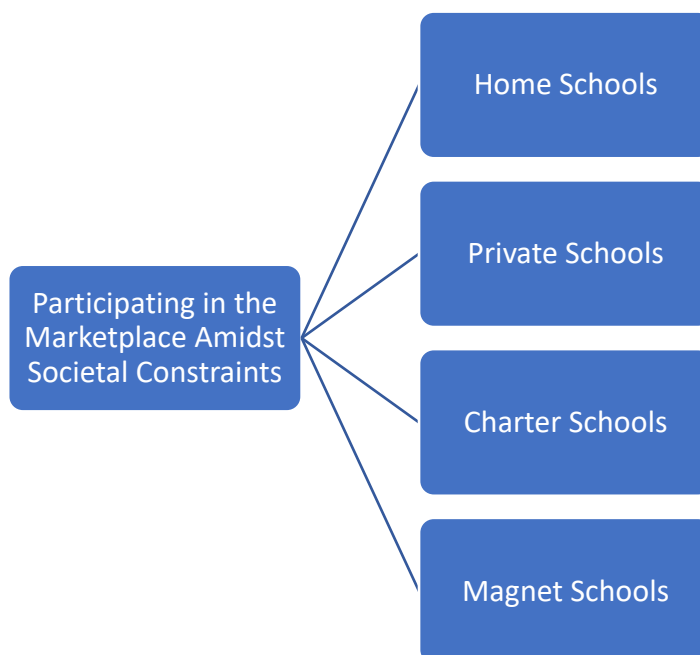 Home Schools
Private Schools
Participating in the
Marketplace Amidst
Societal Constraints
Charter Schools
Magnet Schools